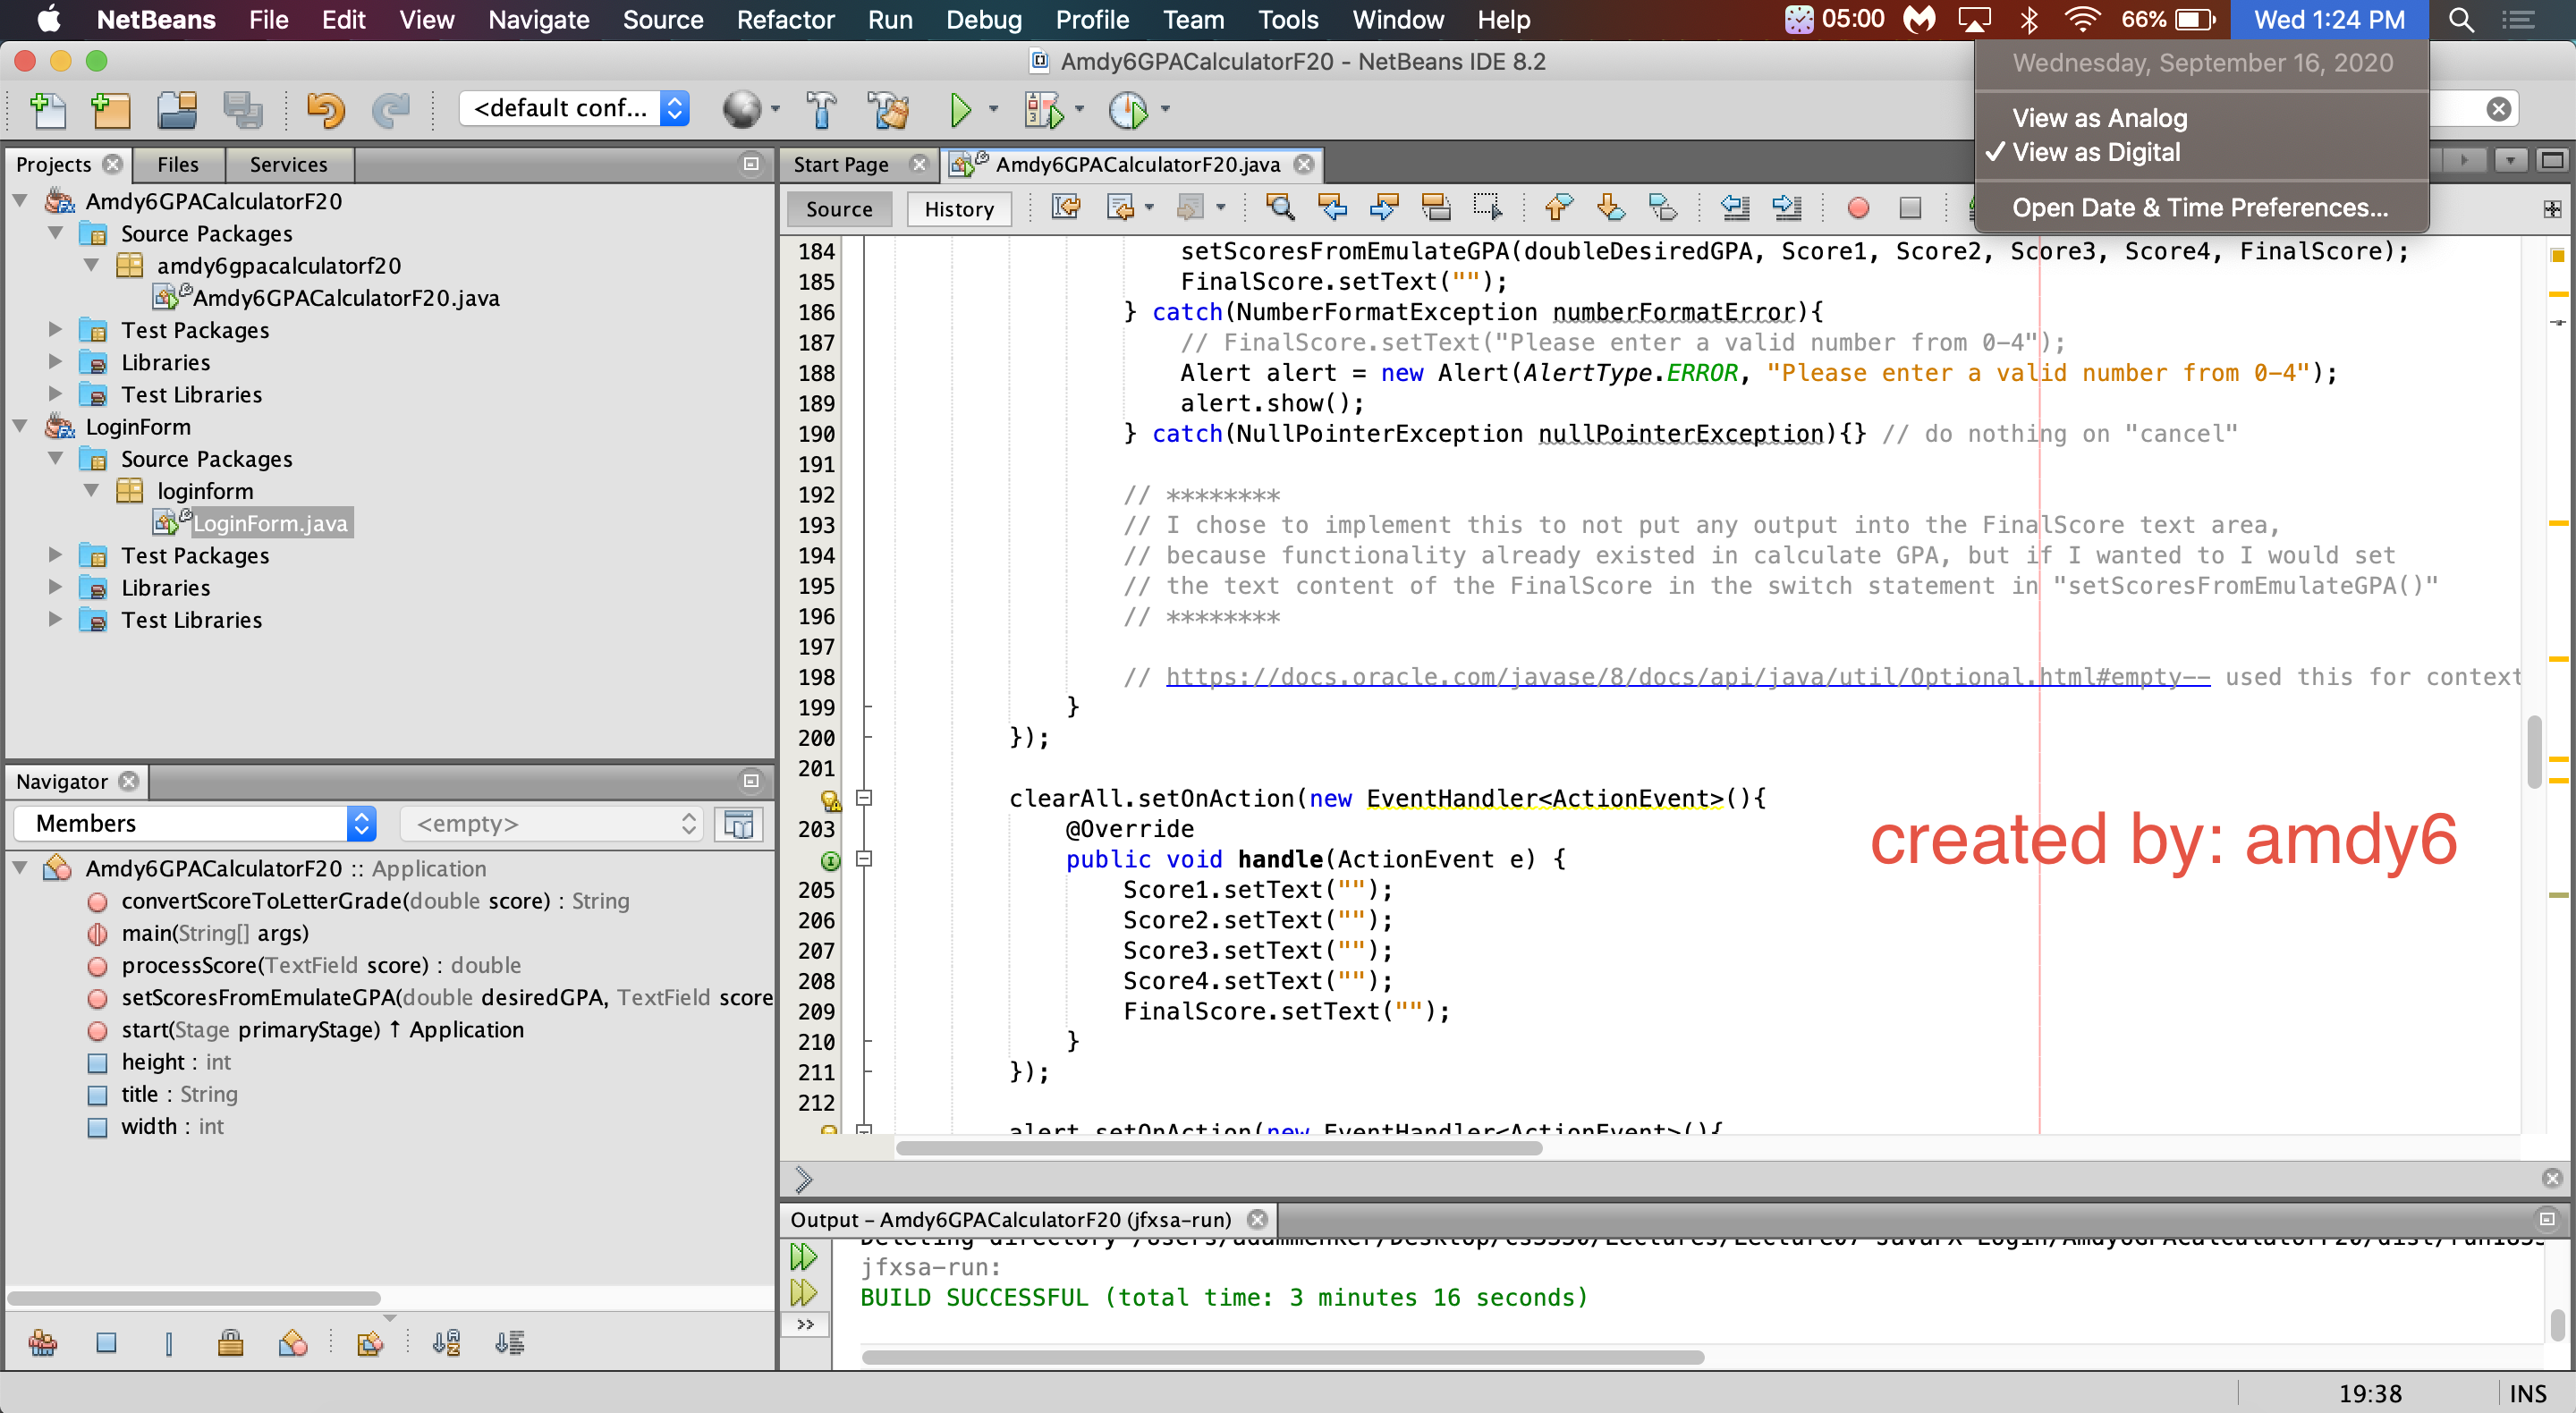 NetBeans File Edit View Navigate Source Refactor Run Debug Profile Team Tools Window Help 05:00 66% Wed 1:24 PM
Amdy6GPACalculatorF20 - NetBeans IDE 8.2
Wednesday, September 16, 2020
View as Analog
✓ View as Digital
Open Date & Time Preferences...
<default conf...
Projects Files Services
Amdy6GPACalculatorF20
Source Packages
amdy6gpacalculatorf20
Amdy6GPACalculatorF20.java
Test Packages
Libraries
Test Libraries
LoginForm
Source Packages
loginform
LoginForm.java
Test Packages
Libraries
Test Libraries
Navigator
Members <empty>
Amdy6GPACalculatorF20 :: Application
convertScoreToLetterGrade(double score) : String
main(String[] args)
processScore(TextField score) : double
setScoresFromEmulateGPA(double desiredGPA, TextField score
start(Stage primaryStage) ↑ Application
height : int
title : String
width : int
Start Page Amdy6GPACalculatorF20.java
Source History
184 setScoresFromEmulateGPA(doubleDesiredGPA, Score1, Score2, Score3, Score4, FinalScore);
185 FinalScore.setText("");
186 } catch(NumberFormatException numberFormatError){
187 // FinalScore.setText("Please enter a valid number from 0-4");
188 Alert alert = new Alert(AlertType.ERROR, "Please enter a valid number from 0-4");
189 alert.show();
190 } catch(NullPointerException nullPointerException){} // do nothing on "cancel"
191
192 // ********
193 // I chose to implement this to not put any output into the FinalScore text area,
194 // because functionality already existed in calculate GPA, but if I wanted to I would set
195 // the text content of the FinalScore in the switch statement in "setScoresFromEmulateGPA()"
196 // ********
197
198 // https://docs.oracle.com/javase/8/docs/api/java/util/Optional.html#empty-- used this for context
199 }
200 });
201
clearAll.setOnAction(new EventHandler<ActionEvent>(){
203 @Override
public void handle(ActionEvent e) {
205 Score1.setText("");
206 Score2.setText("");
207 Score3.setText("");
208 Score4.setText("");
209 FinalScore.setText("");
210 }
211 });
212
alert.setOnAction(new EventHandler<ActionEvent>(){
created by: amdy6
Output - Amdy6GPACalculatorF20 (jfxsa-run)
Deleting directory /Users/adammenker/Desktop/CS3330/Lectures/Lecture07 JavaFX Login/Amdy6GPACalculatorF20/dist/run1853
jfxsa-run:
BUILD SUCCESSFUL (total time: 3 minutes 16 seconds)
19:38 INS